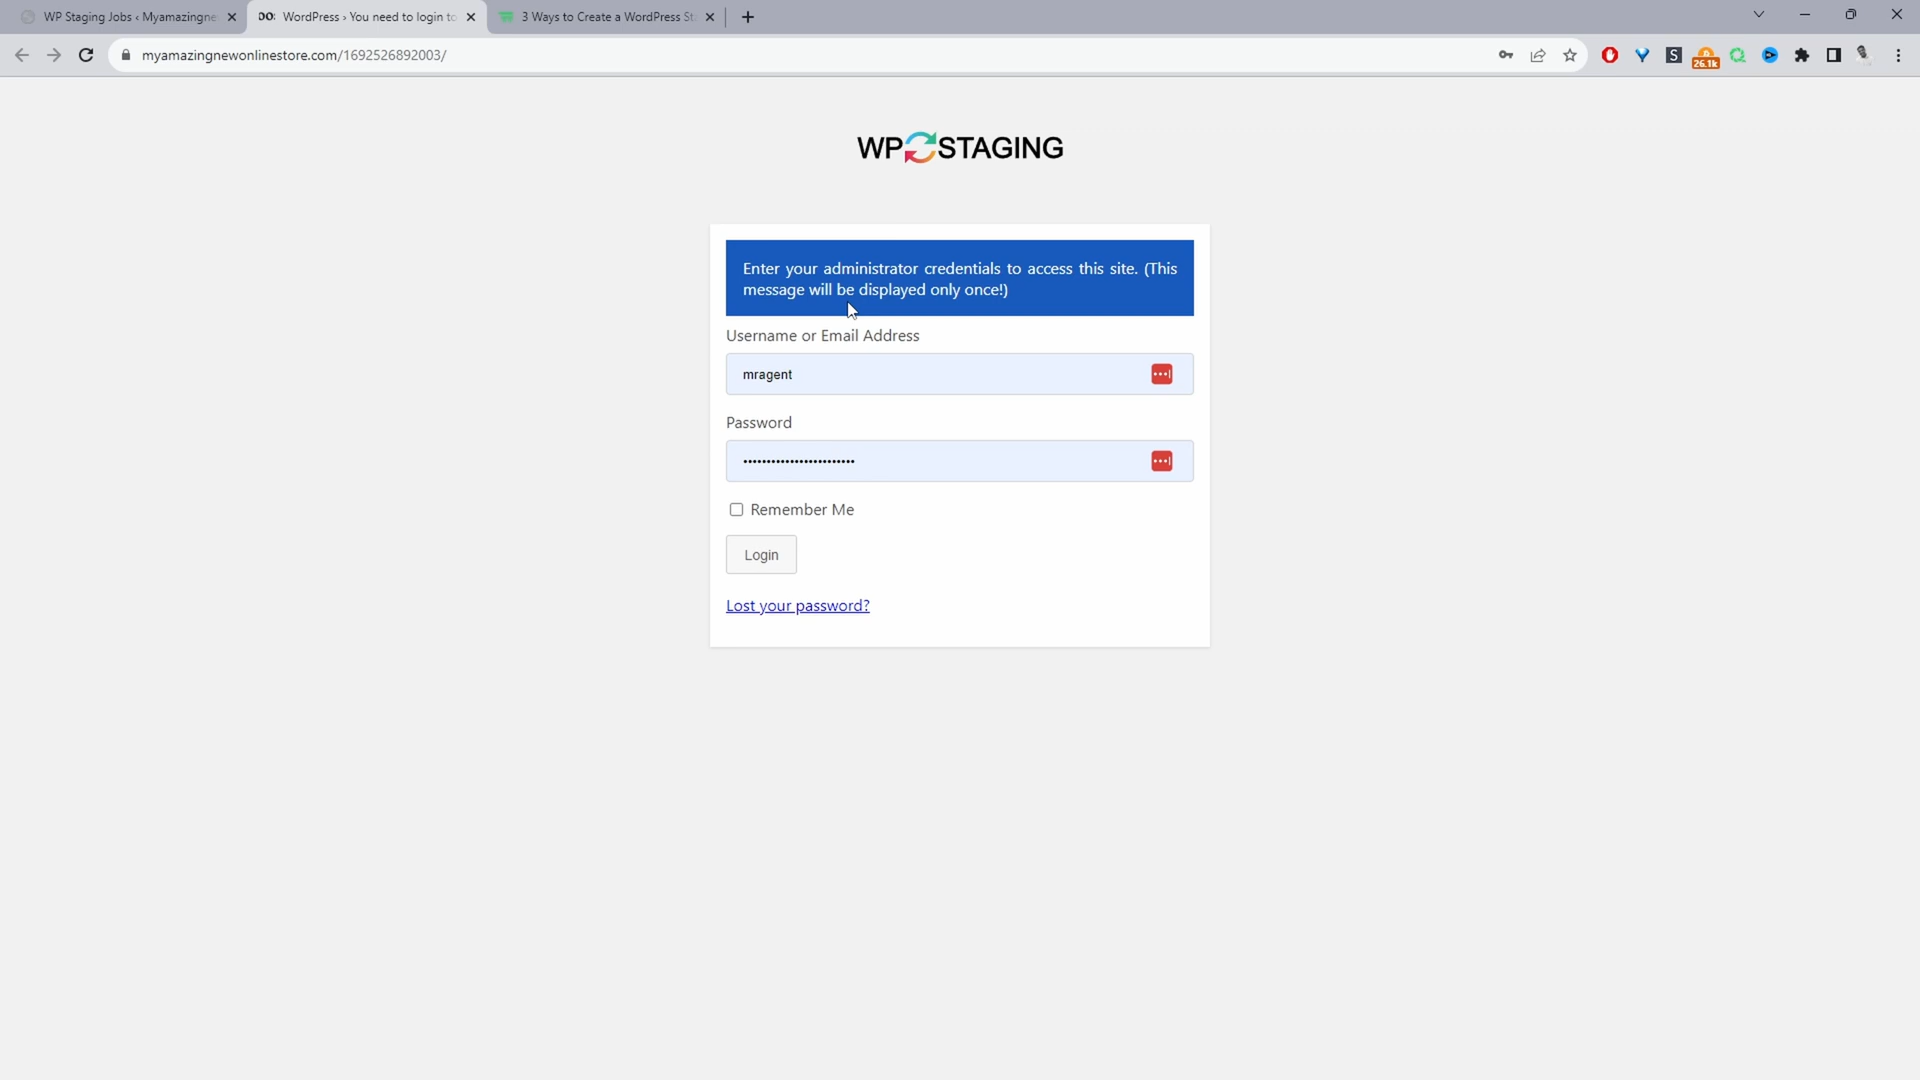 WP Staging Jobs ‹ Myamazingne
WordPress › You need to login to
3 Ways to Create a WordPress St
myamazingnewonlinestore.com/1692526892003/
S
26.1k
WP STAGING
Enter your administrator credentials to access this site. (This
message will be displayed only once!)
Username or Email Address
mragent
Password
Remember Me
Login
Lost your password?